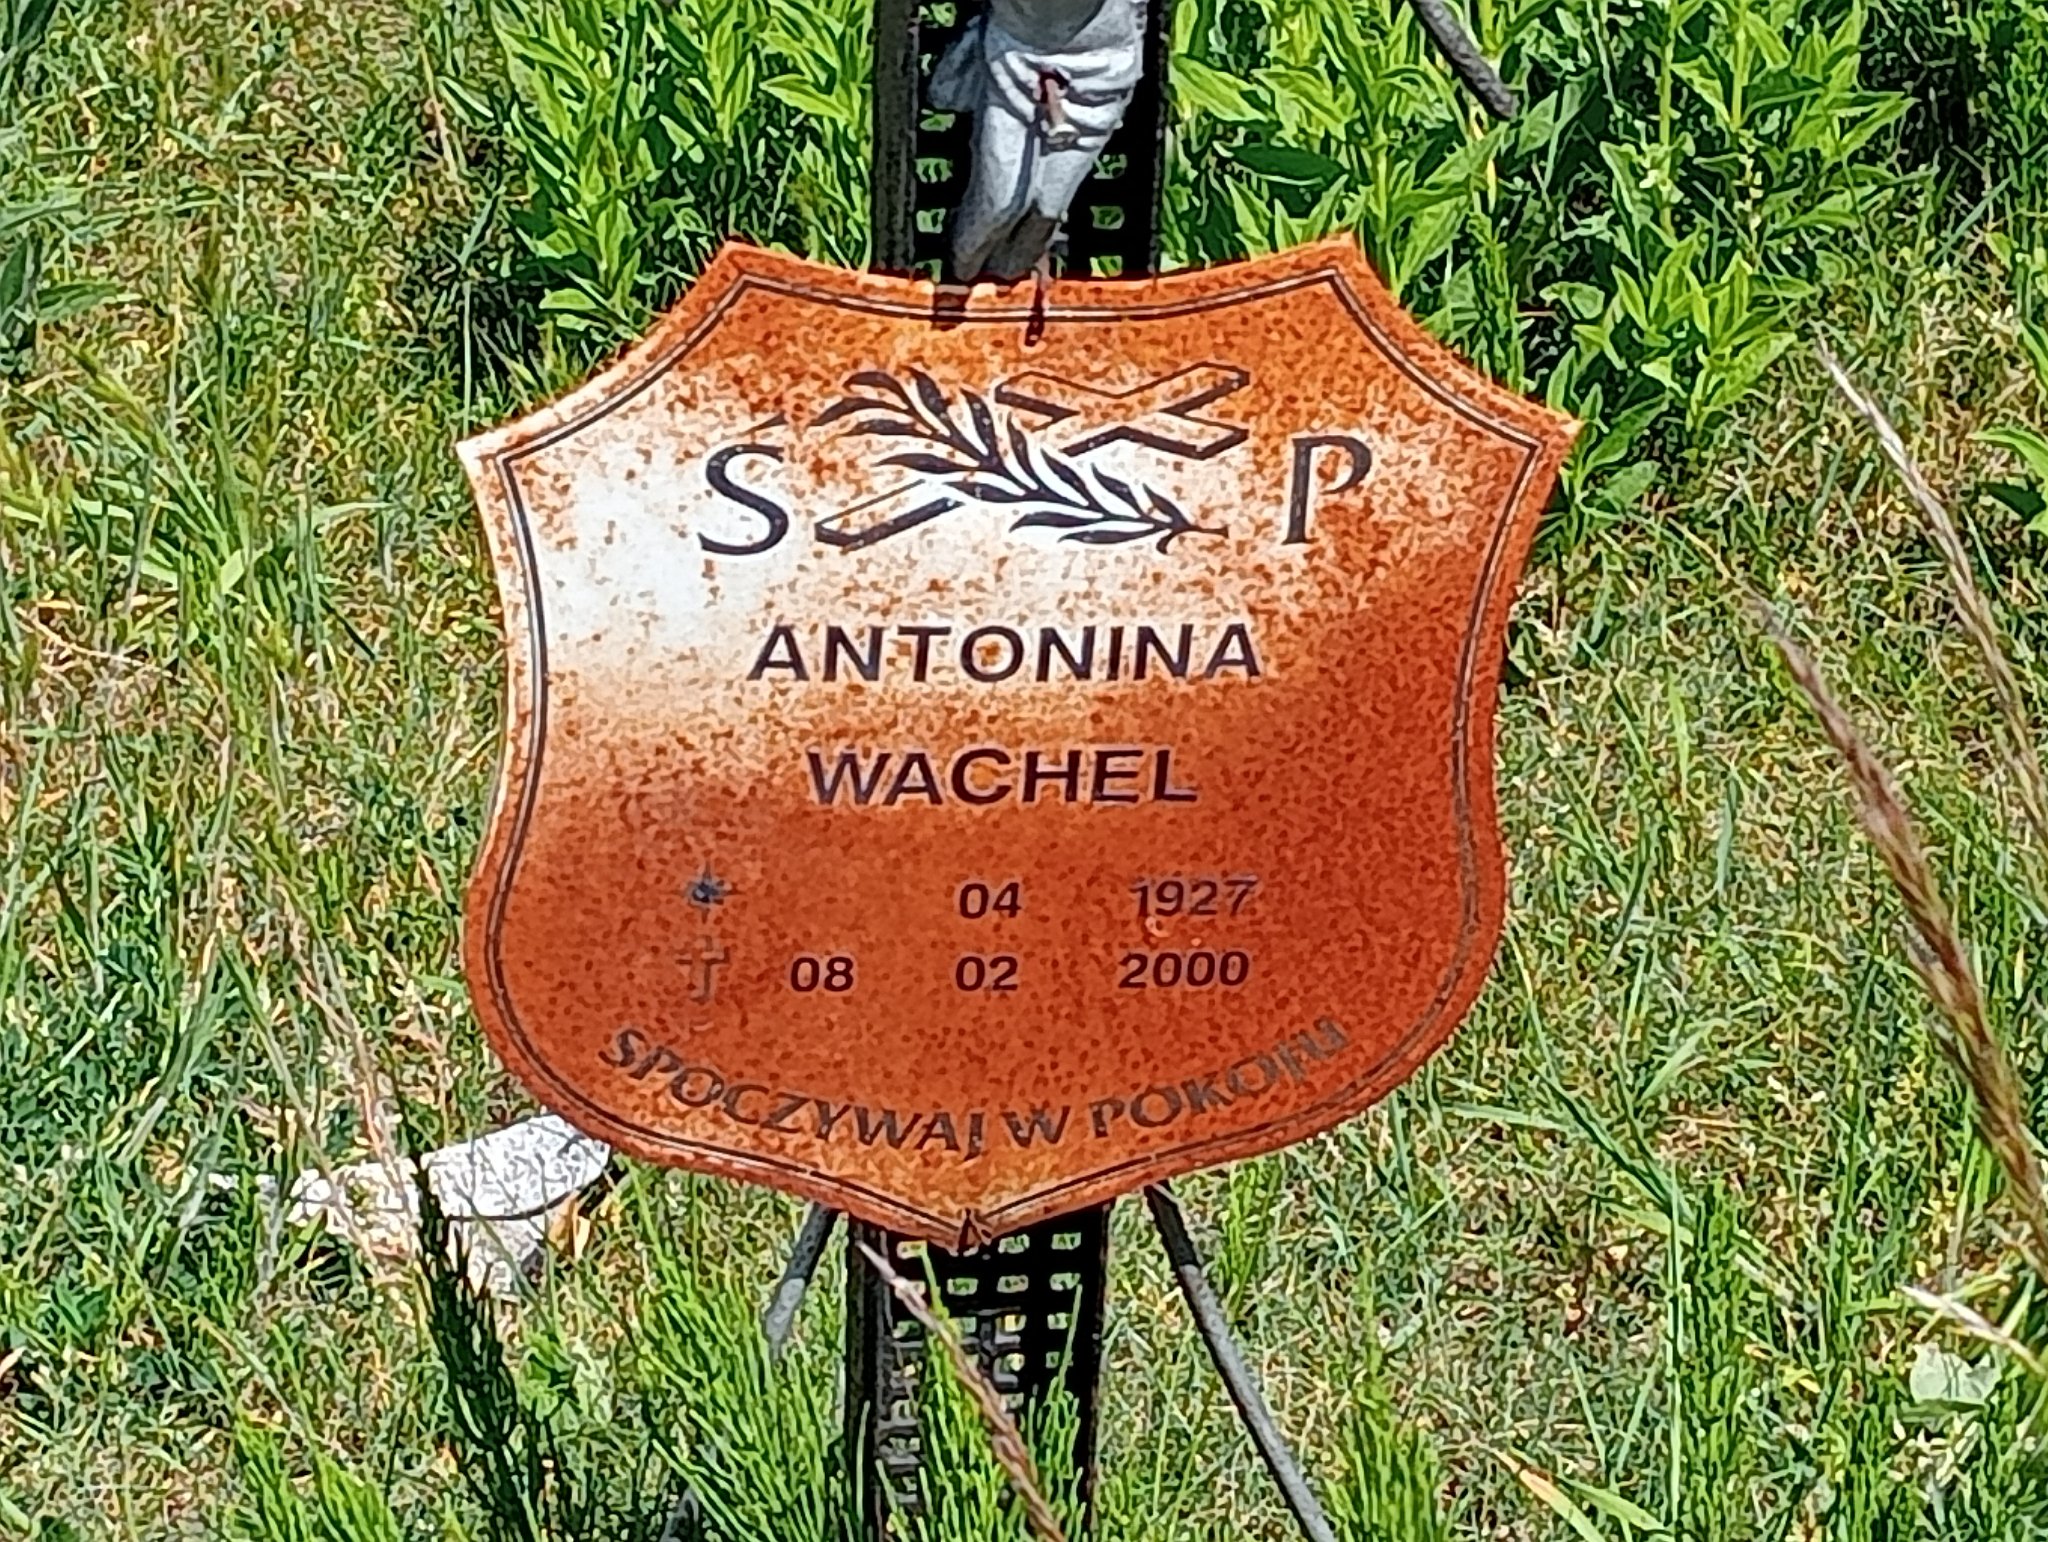 Ś P
ANTONINA
WACHEL
04 1927
08 02 2000
SPOCZYWAJ W POKOJU